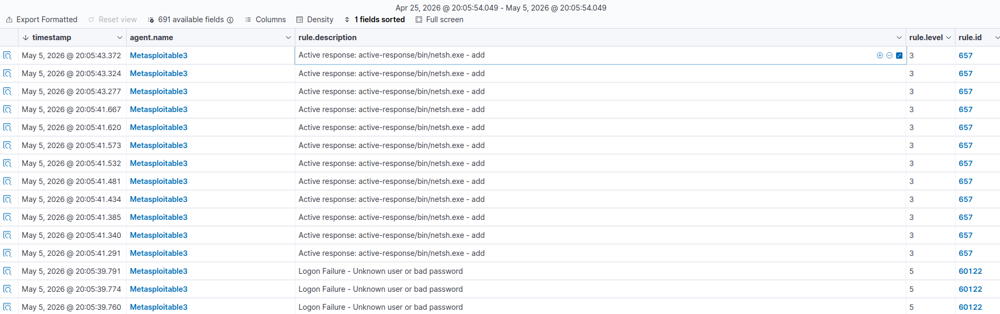 Apr 25, 2026 @ 20:05:54.049 - May 5, 2026 @ 20:05:54.049
Export Formatted Reset view 691 available fields Columns Density 1 fields sorted Full screen
timestamp agent.name rule.description rule.level rule.id
May 5, 2026 @ 20:05:43.372 Metasploitable3 Active response: active-response/bin/netsh.exe - add 3 657
May 5, 2026 @ 20:05:43.324 Metasploitable3 Active response: active-response/bin/netsh.exe - add 3 657
May 5, 2026 @ 20:05:43.277 Metasploitable3 Active response: active-response/bin/netsh.exe - add 3 657
May 5, 2026 @ 20:05:41.667 Metasploitable3 Active response: active-response/bin/netsh.exe - add 3 657
May 5, 2026 @ 20:05:41.620 Metasploitable3 Active response: active-response/bin/netsh.exe - add 3 657
May 5, 2026 @ 20:05:41.573 Metasploitable3 Active response: active-response/bin/netsh.exe - add 3 657
May 5, 2026 @ 20:05:41.532 Metasploitable3 Active response: active-response/bin/netsh.exe - add 3 657
May 5, 2026 @ 20:05:41.481 Metasploitable3 Active response: active-response/bin/netsh.exe - add 3 657
May 5, 2026 @ 20:05:41.434 Metasploitable3 Active response: active-response/bin/netsh.exe - add 3 657
May 5, 2026 @ 20:05:41.385 Metasploitable3 Active response: active-response/bin/netsh.exe - add 3 657
May 5, 2026 @ 20:05:41.340 Metasploitable3 Active response: active-response/bin/netsh.exe - add 3 657
May 5, 2026 @ 20:05:41.291 Metasploitable3 Active response: active-response/bin/netsh.exe - add 3 657
May 5, 2026 @ 20:05:39.791 Metasploitable3 Logon Failure - Unknown user or bad password 5 60122
May 5, 2026 @ 20:05:39.774 Metasploitable3 Logon Failure - Unknown user or bad password 5 60122
May 5, 2026 @ 20:05:39.760 Metasploitable3 Logon Failure - Unknown user or bad password 5 60122